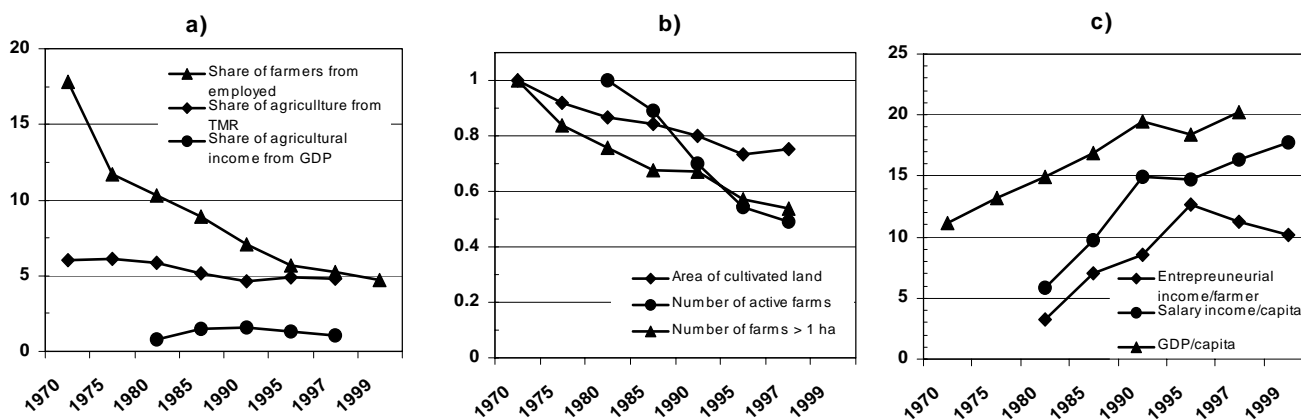 a)
20
15
10
5
0
Share of farmers from
employed
Share of agricullture from
TMR
Share of agricultural
income from GDP
1970
1975
1980
1985
1990
1995
1997
1999
b)
1
0.8
0.6
0.4
0.2
0
Area of cultivated land
Number of active farms
Number of farms > 1 ha
1970
1975
1980
1985
1990
1995
1997
1999
c)
25
20
15
10
5
0
Entrepreuneurial
income/farmer
Salary income/capita
GDP/capita
1970
1975
1980
1985
1990
1995
1997
1999